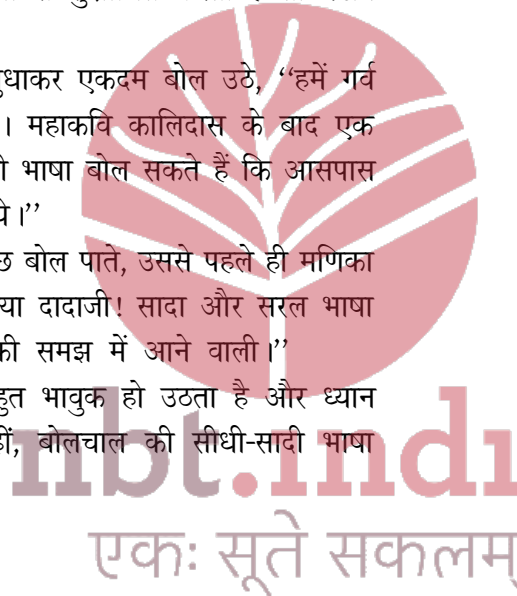 धाकर एकदम बोल उठे, ‘‘हमें गर्व
। महाकवि कालिदास के बाद एक
भाषा बोल सकते हैं कि आसपास
।’’
बोल पाते, उससे पहले ही मणिका
या दादाजी! सादा और सरल भाषा
की समझ में आने वाली।’’
हुत भावुक हो उठता है और ध्यान
बोलचाल की सीधी-सादी भाषा
nbt.indi
एकः सूते सकलम्